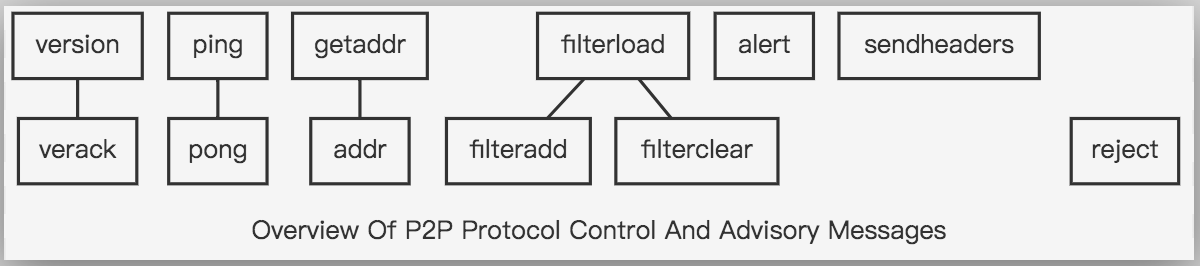 version ping getaddr filterload alert sendheaders
verack pong addr filteradd filterclear reject
Overview Of P2P Protocol Control And Advisory Messages